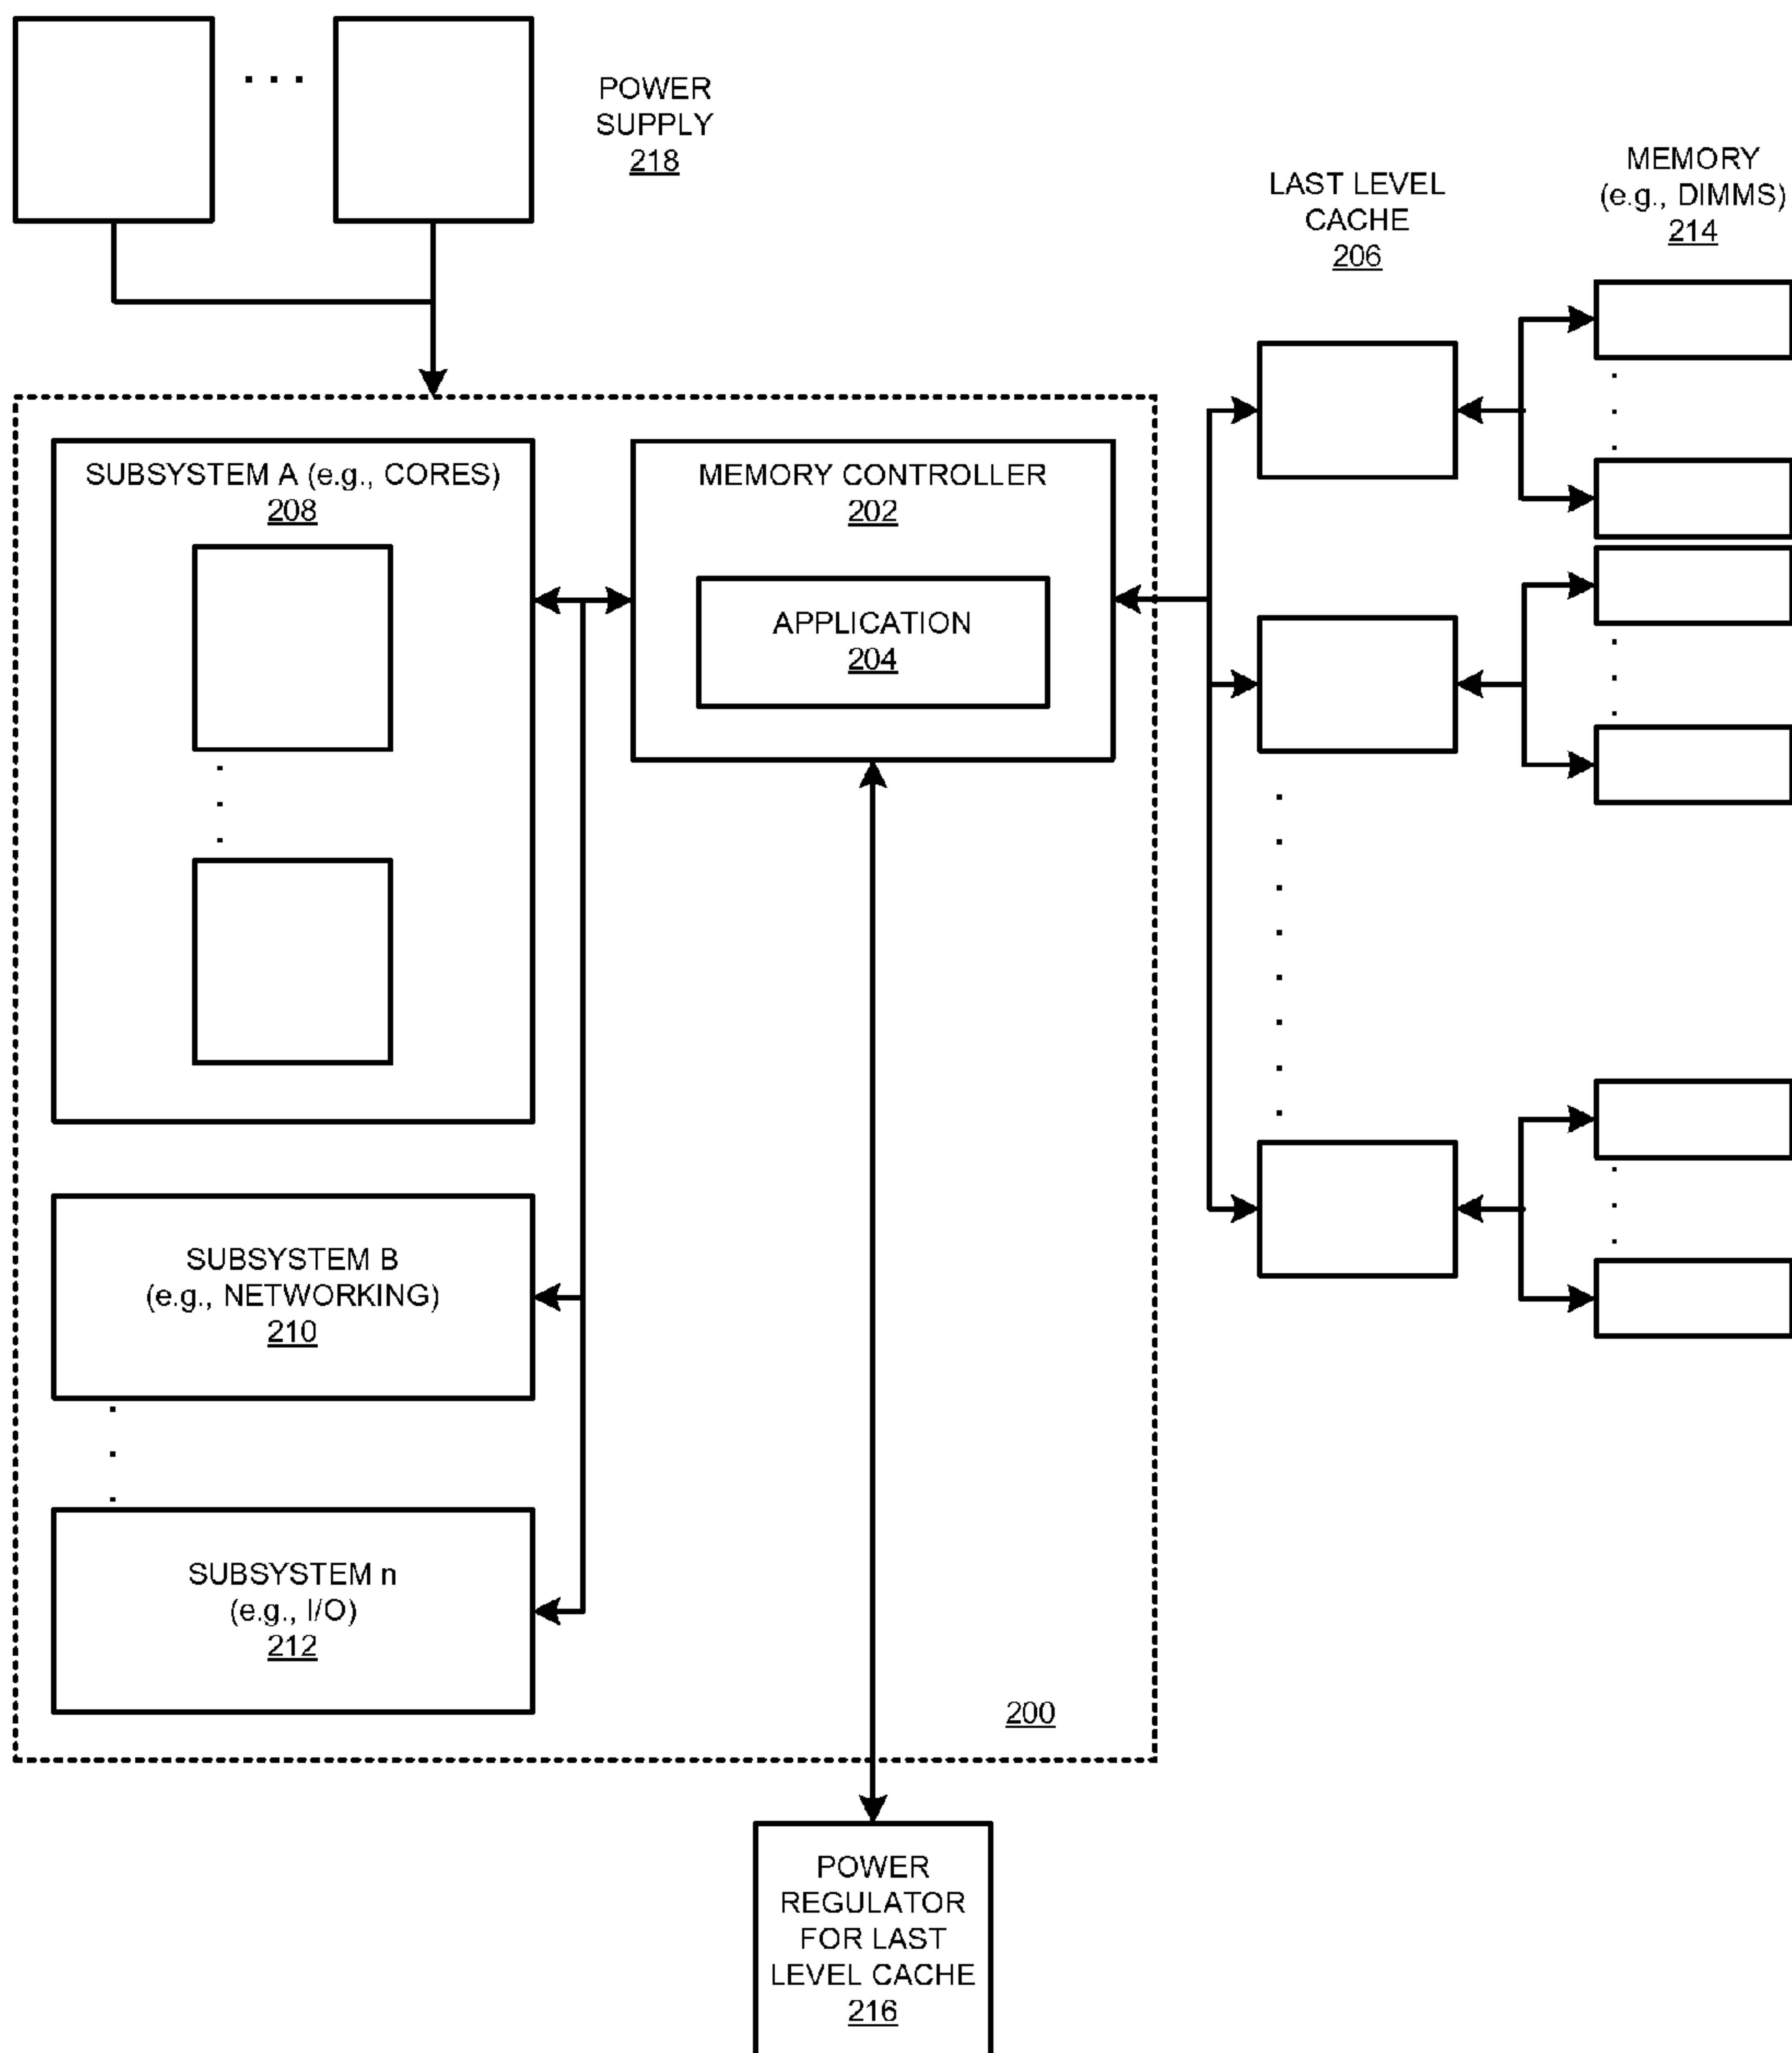 POWER
SUPPLY
218
LAST LEVEL
CACHE
206
MEMORY
(e.g., DIMMS)
214
SUBSYSTEM A (e.g., CORES)
208
MEMORY CONTROLLER
202
APPLICATION
204
SUBSYSTEM B
(e.g., NETWORKING)
210
SUBSYSTEM n
(e.g., I/O)
212
200
POWER
REGULATOR
FOR LAST
LEVEL CACHE
216